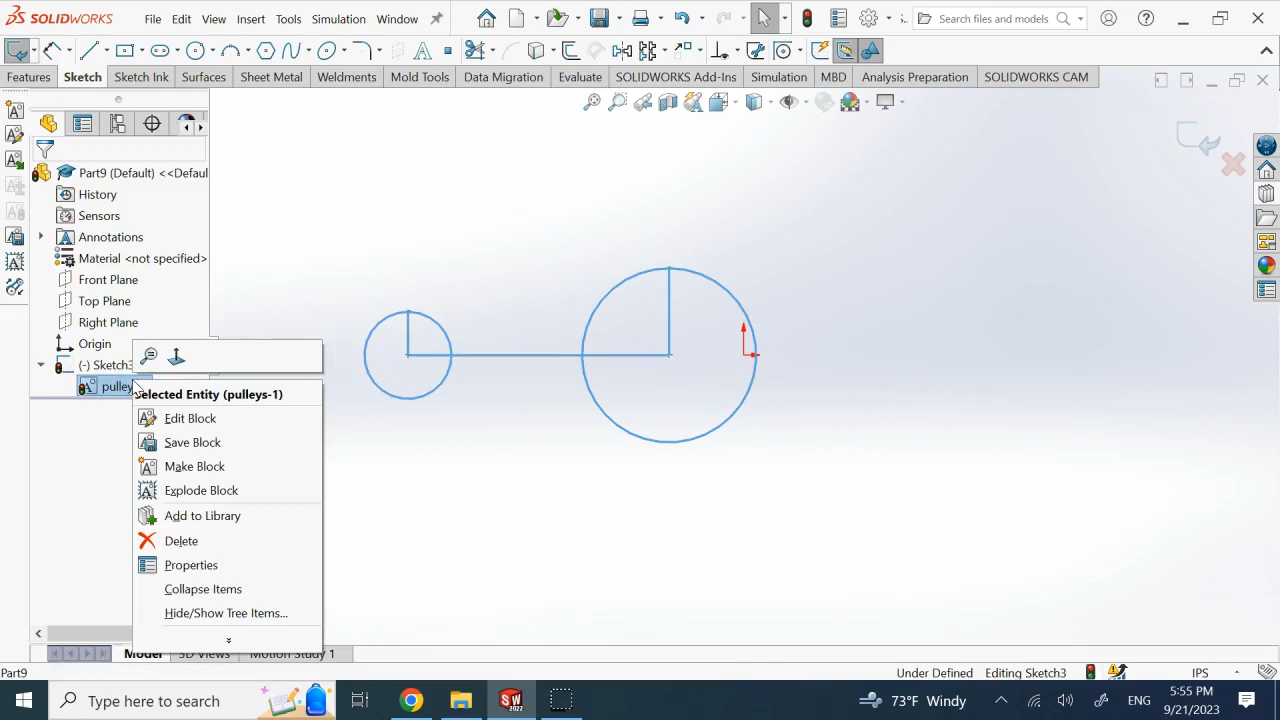 SOLIDWORKS File Edit View Insert Tools Simulation Window Search files and models
Features Sketch Sketch Ink Surfaces Sheet Metal Weldments Mold Tools Data Migration Evaluate SOLIDWORKS Add-Ins Simulation MBD Analysis Preparation SOLIDWORKS CAM
Part9 (Default) <<Defaul
History
Sensors
Annotations
Material <not specified>
Front Plane
Top Plane
Right Plane
Origin
(-) Sketch3
pulley
Selected Entity (pulleys-1)
Edit Block
Save Block
Make Block
Explode Block
Add to Library
Delete
Properties
Collapse Items
Hide/Show Tree Items...
Model 3D Views Motion Study 1
Part9 Under Defined Editing Sketch3 IPS
Type here to search 2022 73°F Windy ENG 5:55 PM
9/21/2023